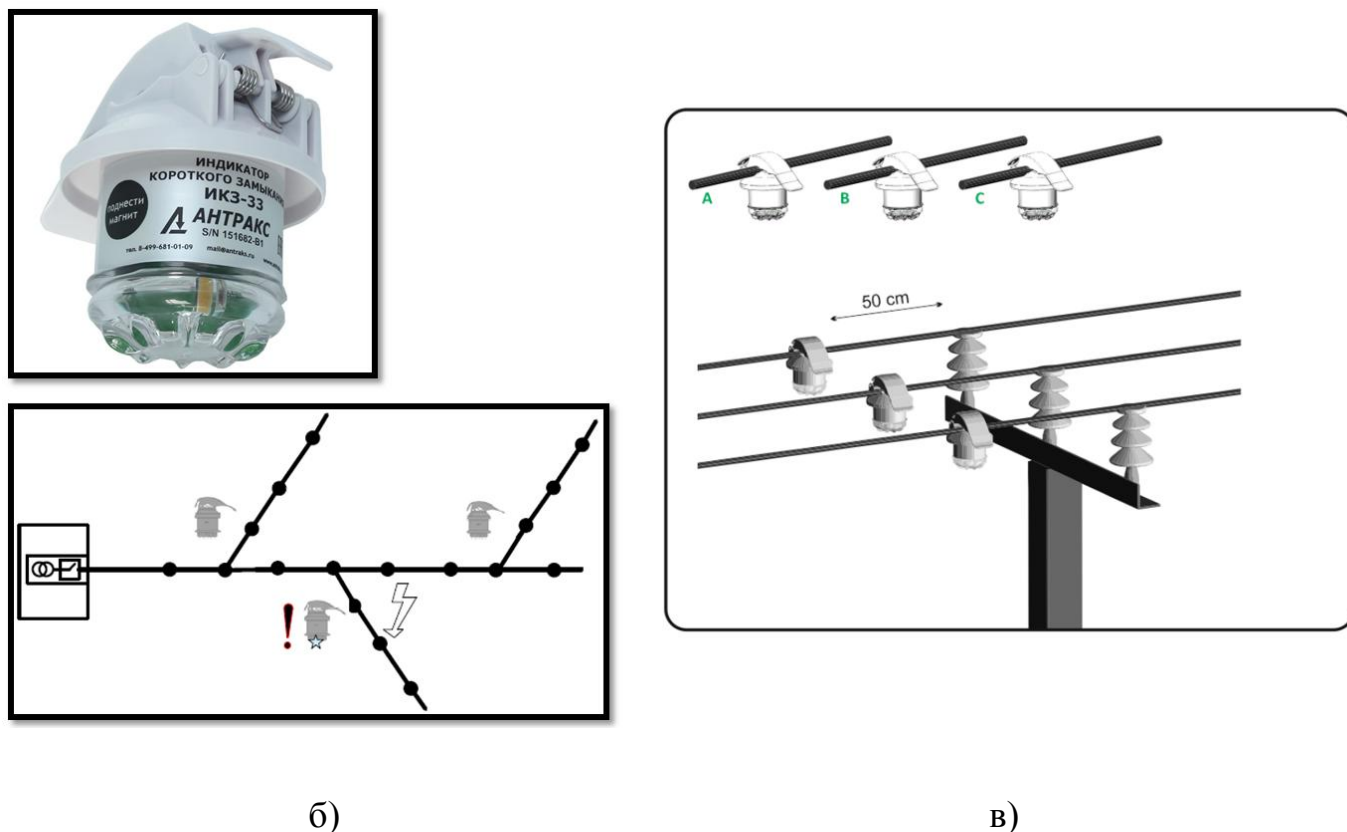 ИНДИКАТОР
КОРОТКОГО ЗАМЫКАНИЯ
ИКЗ-33
поднести
магнит
АНТРАКС
S/N 151682-B1
тел. 8-499-681-01-09 mail@antraks.ru
A B C
50 cm
!
б) в)